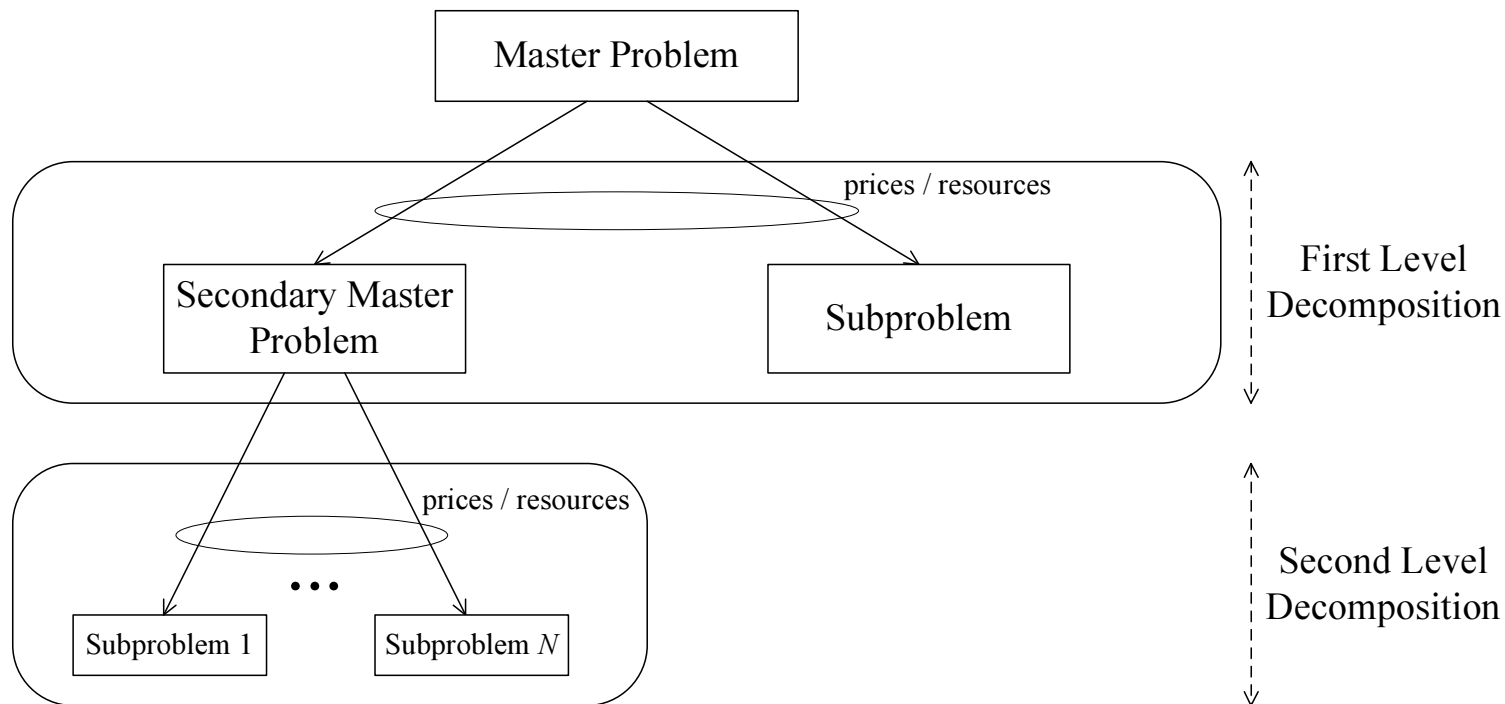 Master Problem
prices / resources
First Level
Decomposition
Secondary Master
Problem
Subproblem
prices / resources
Second Level
Decomposition
Subproblem 1
Subproblem N